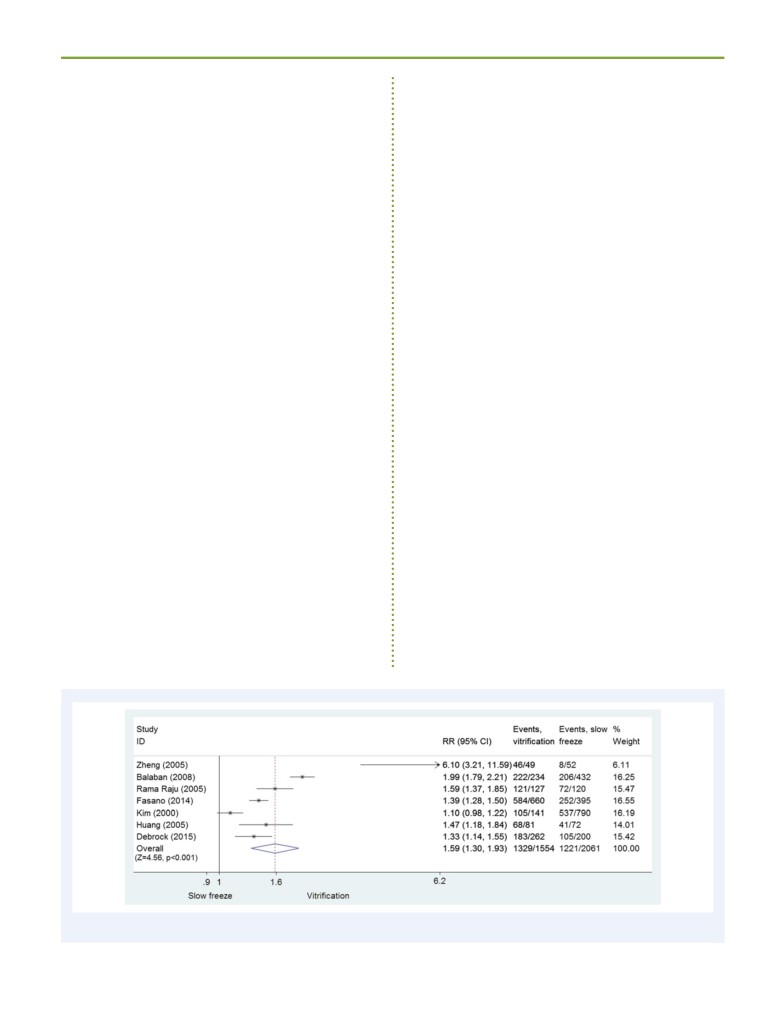 Study Events, Events, slow %
ID RR (95% CI) vitrification freeze Weight
Zheng (2005) 6.10 (3.21, 11.59) 46/49 8/52 6.11
Balaban (2008) 1.99 (1.79, 2.21) 222/234 206/432 16.25
Rama Raju (2005) 1.59 (1.37, 1.85) 121/127 72/120 15.47
Fasano (2014) 1.39 (1.28, 1.50) 584/660 252/395 16.55
Kim (2000) 1.10 (0.98, 1.22) 105/141 537/790 16.19
Huang (2005) 1.47 (1.18, 1.84) 68/81 41/72 14.01
Debrock (2015) 1.33 (1.14, 1.55) 183/262 105/200 15.42
Overall 1.59 (1.30, 1.93) 1329/1554 1221/2061 100.00
(Z=4.56, p<0.001)
.9 1 1.6 6.2
Slow freeze Vitrification